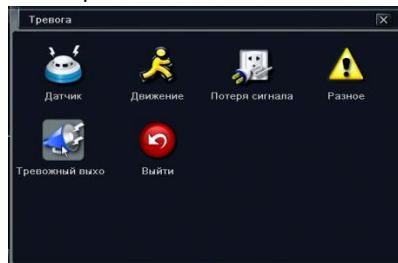 Тревога
Датчик
Движение
Потеря сигнала
Разное
Тревожный выхо
Выйти